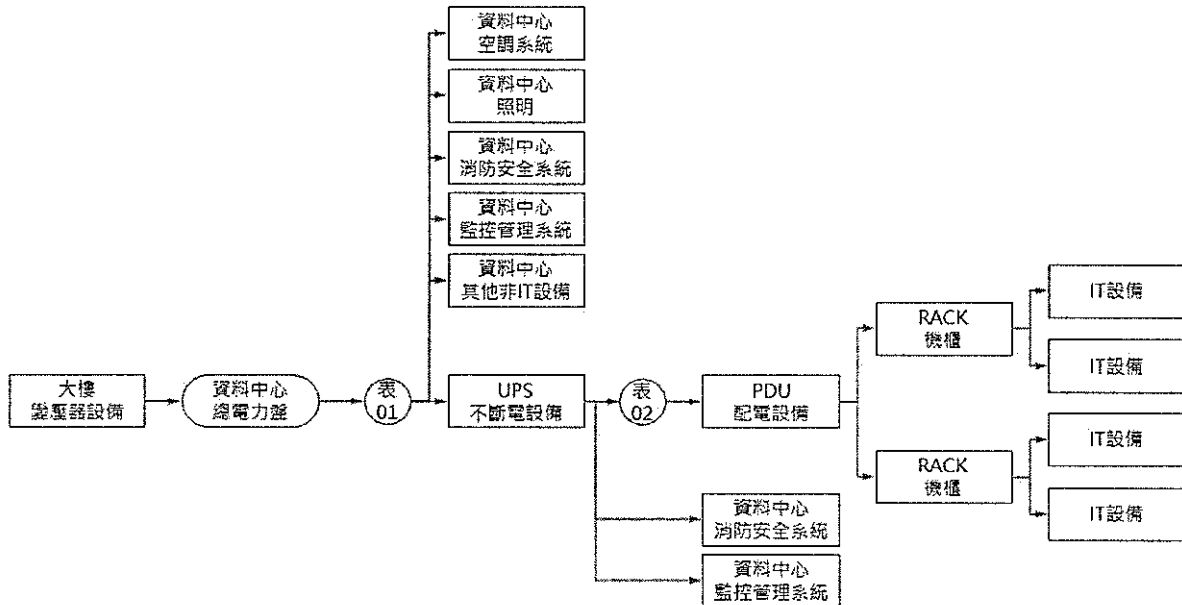 資料中心
空調系統
資料中心
照明
資料中心
消防安全系統
資料中心
監控管理系統
資料中心
其他非IT設備
大樓
變壓器設備
資料中心
總電力盤
表
01
UPS
不斷電設備
表
02
PDU
配電設備
RACK
機櫃
IT設備
IT設備
RACK
機櫃
IT設備
IT設備
資料中心
消防安全系統
資料中心
監控管理系統